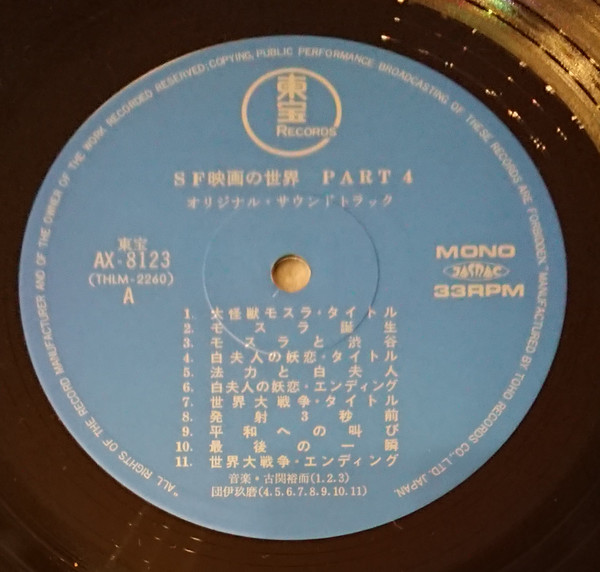 "ALL RIGHTS OF THE RECORD MANUFACTURER AND OF THE OWNER OF THE WORK RECORDED RESERVED; COPYING, PUBLIC PERFORMANCE BROADCASTING OF THESE RECORDS ARE FORBIDDEN." MANUFACTURED BY TOHO RECORDS CO., LTD. JAPAN.
東宝
RECORDS
SF映画の世界 PART 4
オリジナル・サウンドトラック
東宝
AX-8123
(THLM-2260)
A
MONO
JASRAC
33RPM
1. 大怪獣モスラ・タイトル
2. モスラ誕生
3. モスラと渋谷
4. 白夫人の妖恋・タイトル
5. 法力と白夫人
6. 白夫人の妖恋・エンディング
7. 世界大戦争・タイトル
8. 発射3秒前
9. 平和への叫び
10. 最後の一瞬
11. 世界大戦争・エンディング
音楽・古関裕而(1.2.3)
団伊玖磨(4.5.6.7.8.9.10.11)